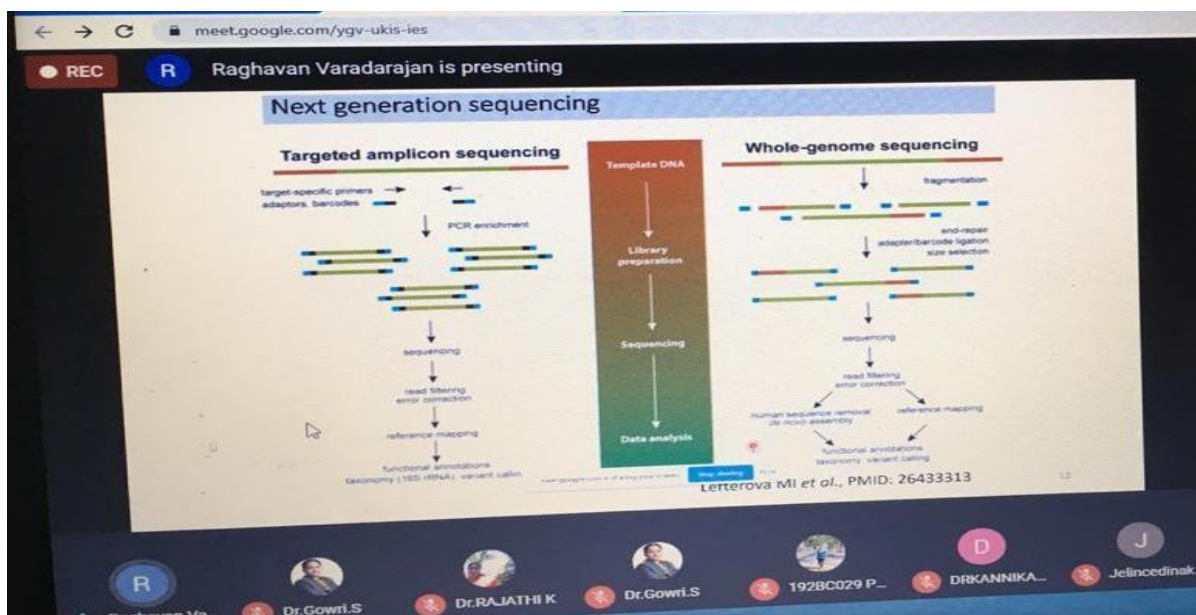 meet.google.com/ygv-ukis-ies
REC
R
Raghavan Varadarajan is presenting
Next generation sequencing
Targeted amplicon sequencing
target-specific primers
adaptors, barcodes
PCR enrichment
sequencing
read filtering
error correction
reference mapping
functional annotations
taxonomy (16S rRNA) variant callin
Template DNA
Library
preparation
Sequencing
Data analysis
Whole-genome sequencing
fragmentation
end-repair
adapter/barcode ligation
size selection
sequencing
read filtering
error correction
human sequence removal
de novo assembly
reference mapping
functional annotations
taxonomy, variant calling
Stop sharing
Lefterova MI et al., PMID: 26433313
12
R
Dr.Gowri.S
Dr.RAJATHI K
Dr.Gowri.S
192BC029 P...
D
DRKANNIKA...
J
Jelincedinak